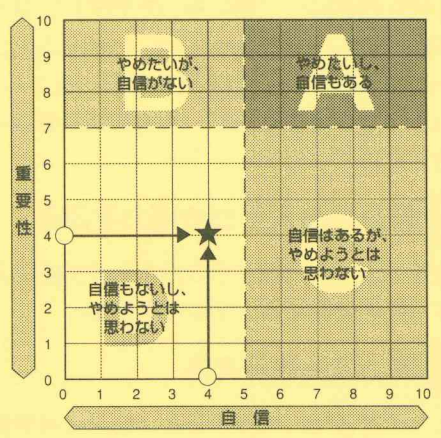 10
9
8
7
6
5
4
3
2
1
0
重要性
B
やめたいが、
自信がない
A
やめたいし、
自信もある
自信もないし、
やめようとは
思わない
D
自信はあるが、
やめようとは
思わない
0 1 2 3 4 5 6 7 8 9 10
自信